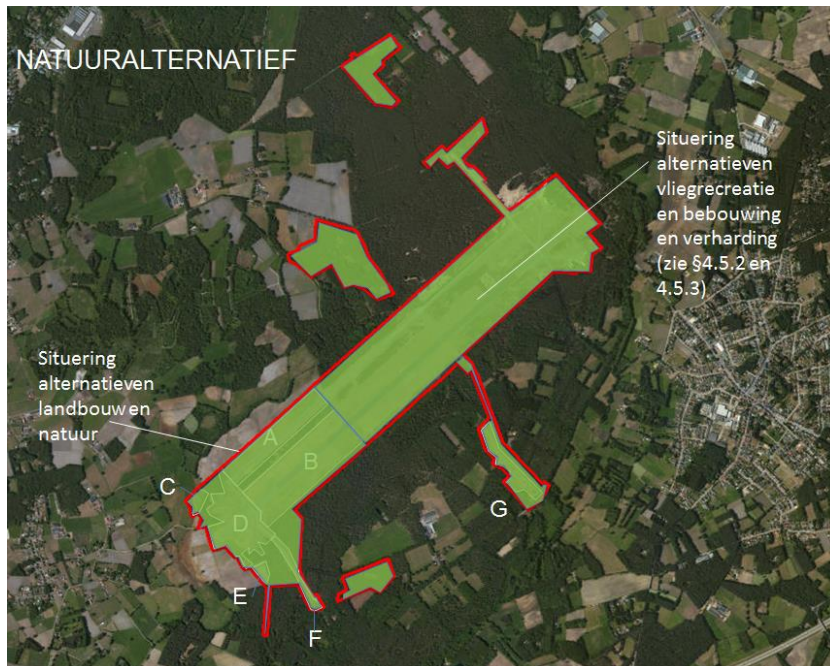 NATUURALTERNATIEF
Situering
alternatieven
vliegrecreatie
en bebouwing
en verharding
(zie §4.5.2 en
4.5.3)
Situering
alternatieven
landbouw en
natuur
A
B
C
D
E
F
G